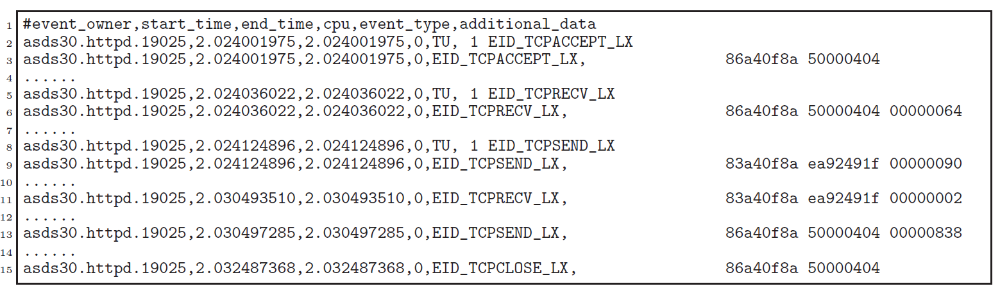 1 #event_owner,start_time,end_time,cpu,event_type,additional_data
2 asds30.httpd.19025,2.024001975,2.024001975,0,TU, 1 EID_TCPACCEPT_LX
3 asds30.httpd.19025,2.024001975,2.024001975,0,EID_TCPACCEPT_LX, 86a40f8a 50000404
4 ......
5 asds30.httpd.19025,2.024036022,2.024036022,0,TU, 1 EID_TCPRECV_LX
6 asds30.httpd.19025,2.024036022,2.024036022,0,EID_TCPRECV_LX, 86a40f8a 50000404 00000064
7 ......
8 asds30.httpd.19025,2.024124896,2.024124896,0,TU, 1 EID_TCPSEND_LX
9 asds30.httpd.19025,2.024124896,2.024124896,0,EID_TCPSEND_LX, 83a40f8a ea92491f 00000090
10 ......
11 asds30.httpd.19025,2.030493510,2.030493510,0,EID_TCPRECV_LX, 83a40f8a ea92491f 00000002
12 ......
13 asds30.httpd.19025,2.030497285,2.030497285,0,EID_TCPSEND_LX, 86a40f8a 50000404 00000838
14 ......
15 asds30.httpd.19025,2.032487368,2.032487368,0,EID_TCPCLOSE_LX, 86a40f8a 50000404